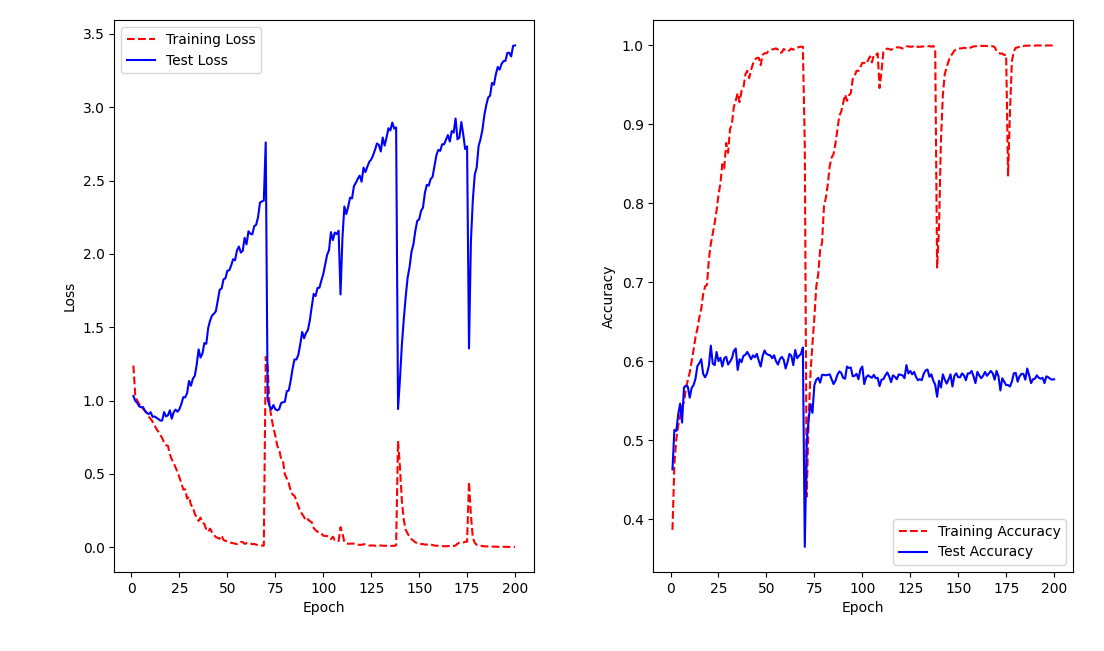 3.5
3.0
2.5
2.0
1.5
1.0
0.5
0.0
Loss
Training Loss
Test Loss
0 25 50 75 100 125 150 175 200
Epoch
1.0
0.9
0.8
0.7
0.6
0.5
0.4
Accuracy
Training Accuracy
Test Accuracy
0 25 50 75 100 125 150 175 200
Epoch